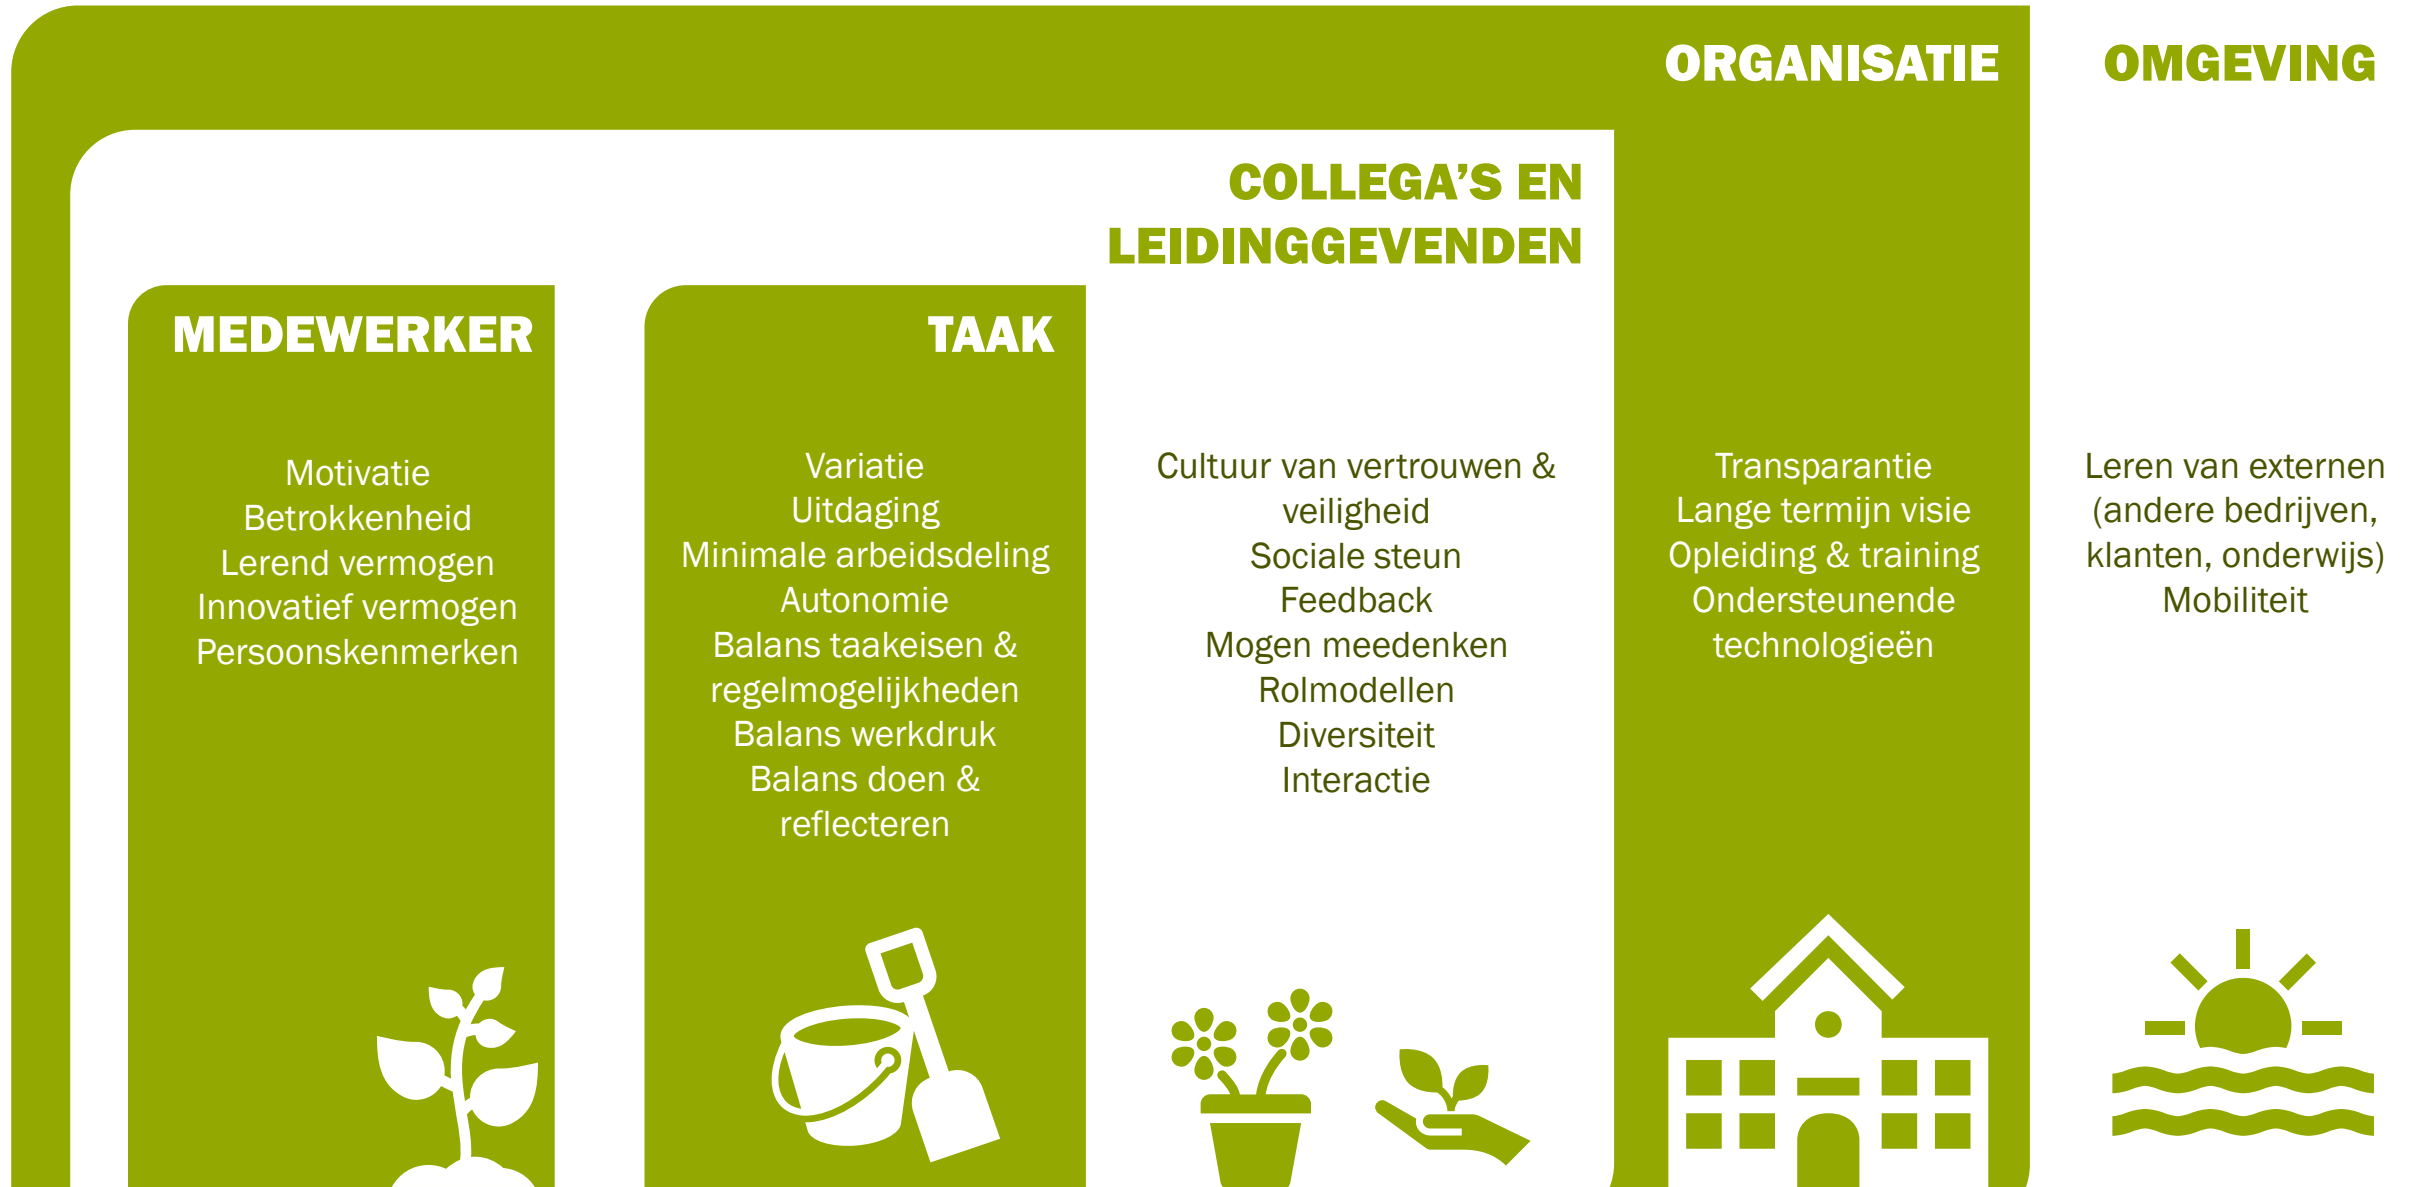 ORGANISATIE
OMGEVING
COLLEGA’S EN
LEIDINGGEVENDEN
MEDEWERKER
TAAK
Motivatie
Betrokkenheid
Lerend vermogen
Innovatief vermogen
Persoonskenmerken
Variatie
Uitdaging
Minimale arbeidsdeling
Autonomie
Balans taakeisen &
regelmogelijkheden
Balans werkdruk
Balans doen &
reflecteren
Cultuur van vertrouwen &
veiligheid
Sociale steun
Feedback
Mogen meedenken
Rolmodellen
Diversiteit
Interactie
Transparantie
Lange termijn visie
Opleiding & training
Ondersteunende
technologieën
Leren van externen
(andere bedrijven,
klanten, onderwijs)
Mobiliteit